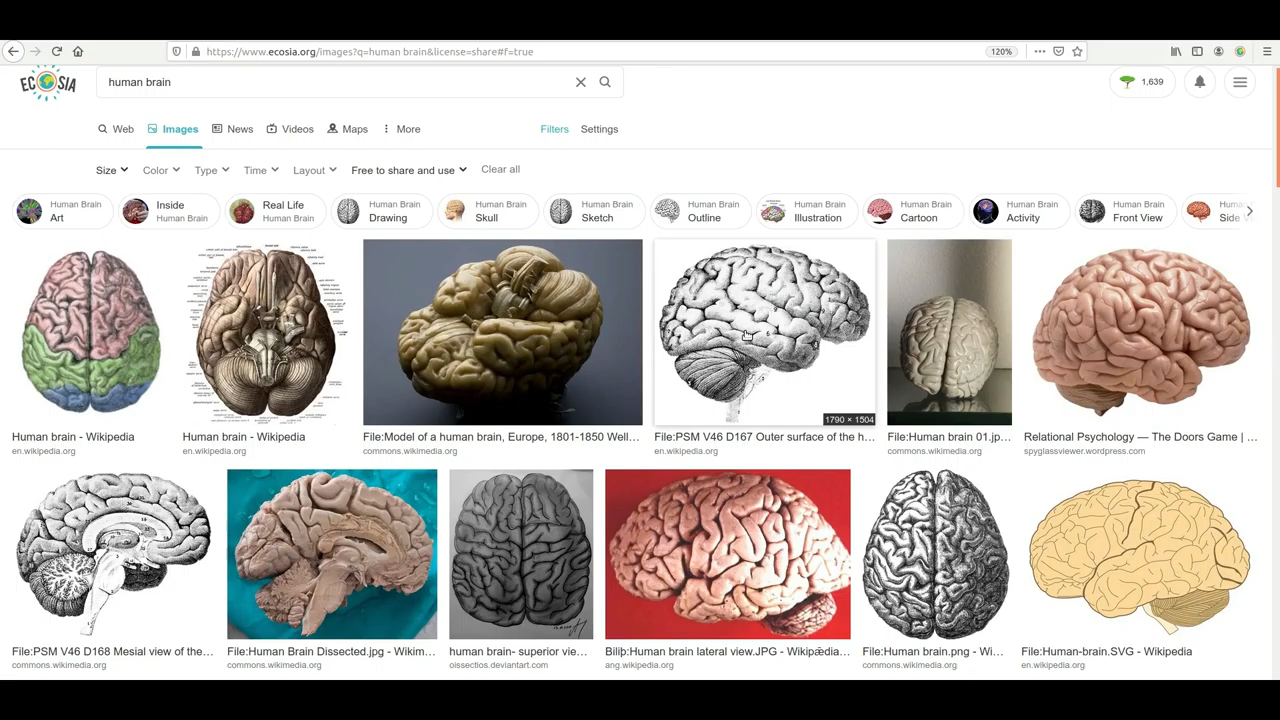 https://www.ecosia.org/images?q=human brain&license=share#f=true
120%
ECOSIA
human brain
1,639
Web
Images
News
Videos
Maps
More
Filters
Settings
Size
Color
Type
Time
Layout
Free to share and use
Clear all
Human Brain
Art
Inside
Human Brain
Real Life
Human Brain
Human Brain
Drawing
Human Brain
Skull
Human Brain
Sketch
Human Brain
Outline
Human Brain
Illustration
Human Brain
Cartoon
Human Brain
Activity
Human Brain
Front View
Side
1790 × 1504
Human brain - Wikipedia
en.wikipedia.org
Human brain - Wikipedia
en.wikipedia.org
File:Model of a human brain, Europe, 1801-1850 Well...
commons.wikimedia.org
File:PSM V46 D167 Outer surface of the h...
en.wikipedia.org
File:Human brain 01.jp...
commons.wikimedia.org
Relational Psychology — The Doors Game | ...
spyglassviewer.wordpress.com
File:PSM V46 D168 Mesial view of the...
commons.wikimedia.org
File:Human Brain Dissected.jpg - Wikim...
commons.wikimedia.org
human brain- superior vie...
oissectios.deviantart.com
Biliþ:Human brain lateral view.JPG - Wikipædia...
ang.wikipedia.org
File:Human brain.png - Wi...
commons.wikimedia.org
File:Human-brain.SVG - Wikipedia
en.wikipedia.org